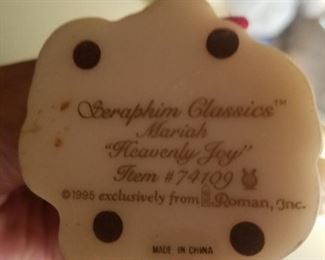 Seraphim Classics™
Mariah
"Heavenly Joy"
Item #74109
©1995 exclusively from Roman, Inc.
MADE IN CHINA